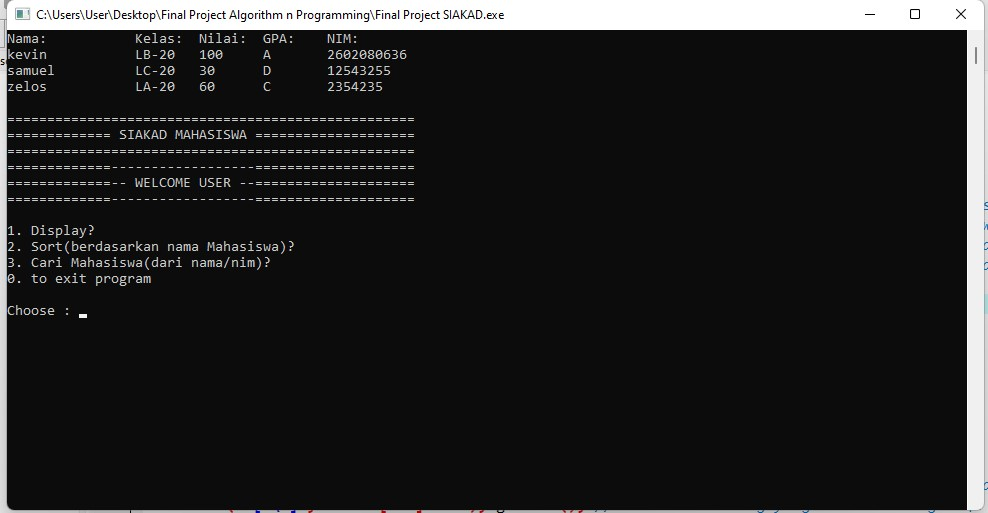 C:\Users\User\Desktop\Final Project Algorithm n Programming\Final Project SIAKAD.exe
Nama:           Kelas:  Nilai:  GPA:    NIM:
kevin           LB-20   100     A       2602080636
samuel          LC-20   30      D       12543255
zelos           LA-20   60      C       2354235
===================================================
============= SIAKAD MAHASISWA ====================
===================================================
=============------------------====================
=============-- WELCOME USER --====================
=============------------------====================
1. Display?
2. Sort(berdasarkan nama Mahasiswa)?
3. Cari Mahasiswa(dari nama/nim)?
0. to exit program
Choose :